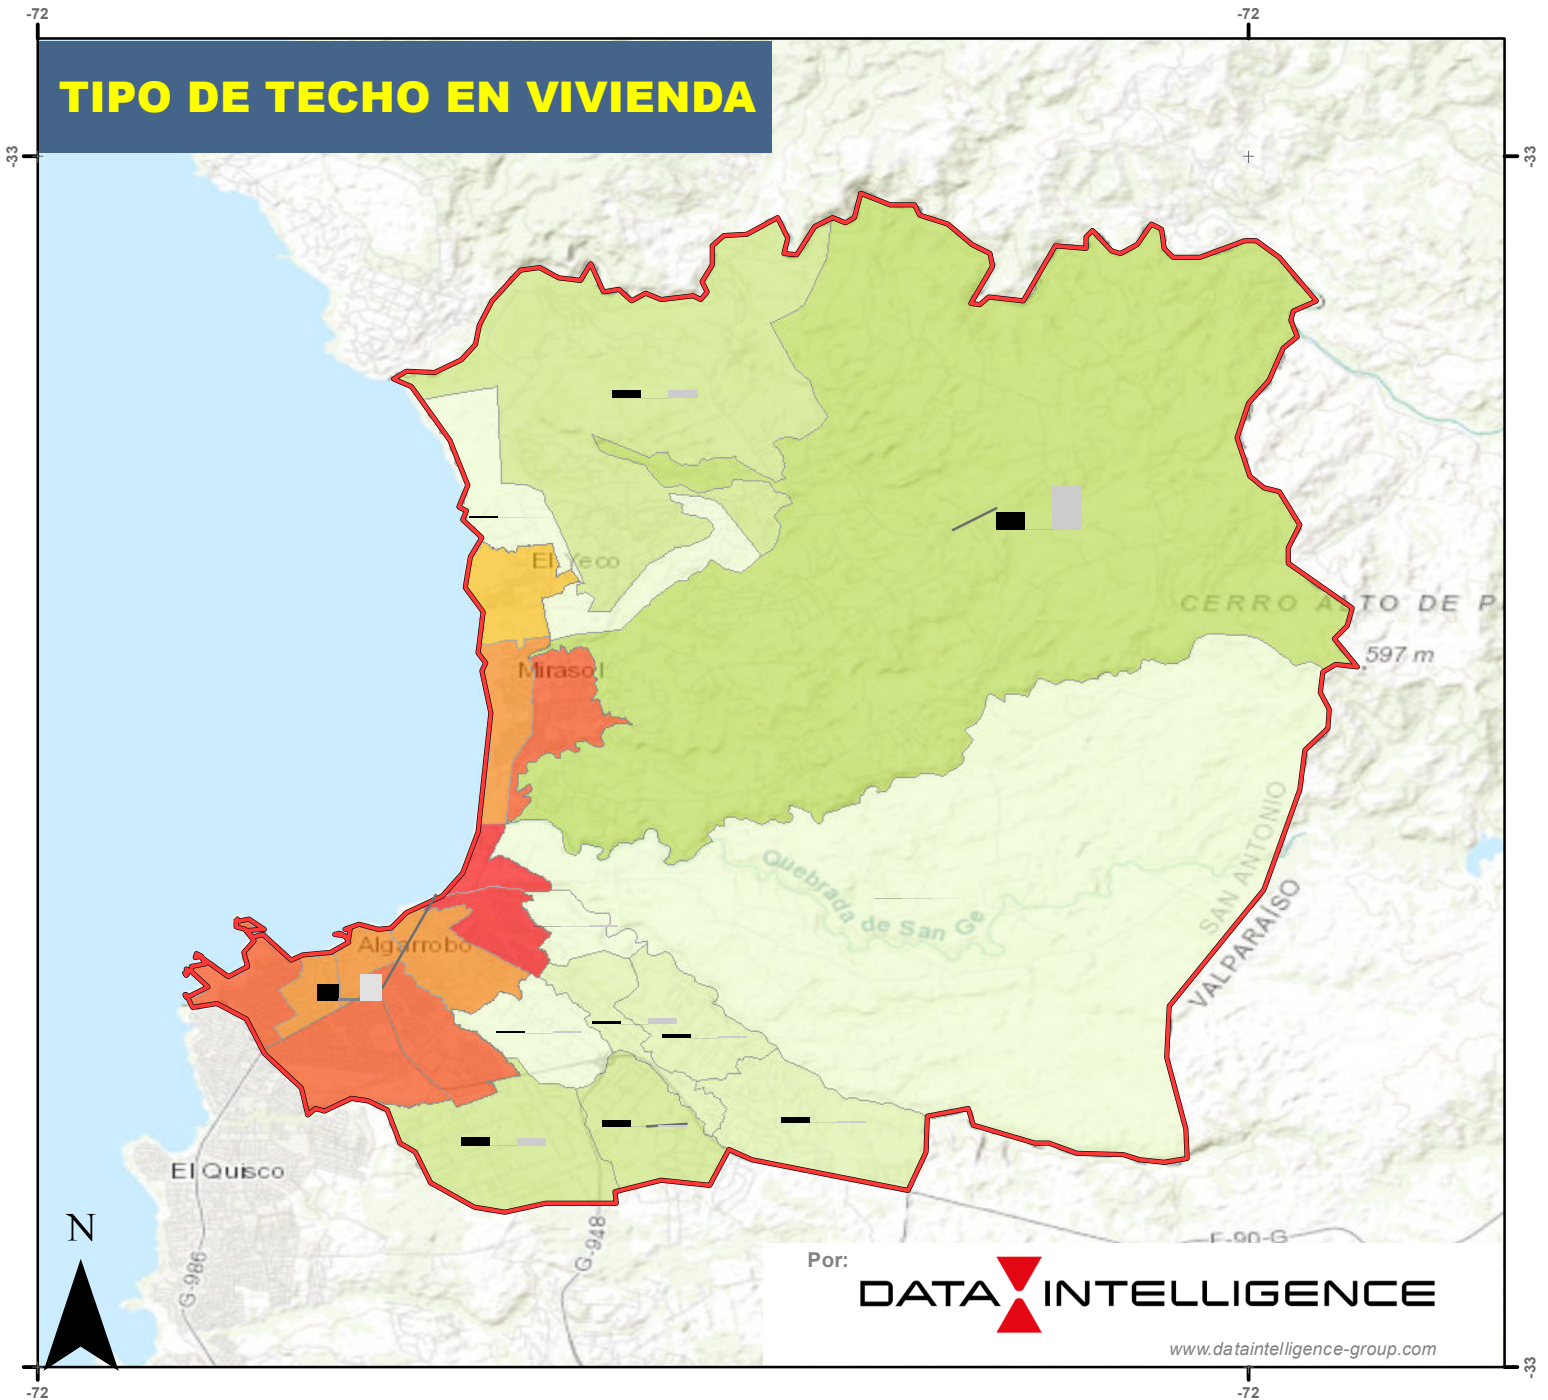 -72
-72
TIPO DE TECHO EN VIVIENDA
-33
-33
El Yeco
CERRO ALTO DE P
597 m
Mirasol
Quebrada de San Ge
SAN ANTONIO
VALPARAÍSO
Algarrobo
El Quisco
N
G-986
G-948
F-90-G
Por:
DATA INTELLIGENCE
www.dataintelligence-group.com
-33
-72
-72